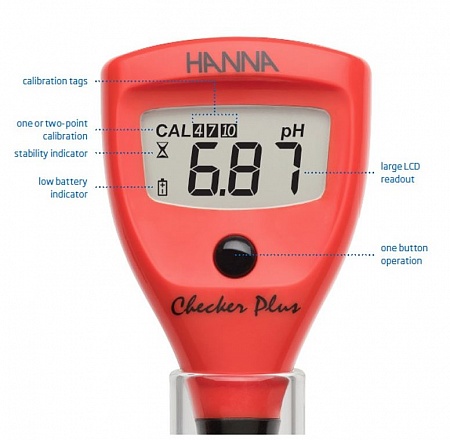 HANNA
calibration tags
one or two-point
calibration
CAL 4 7 10 pH
stability indicator
6.87
large LCD
readout
low battery
indicator
one button
operation
Checker Plus